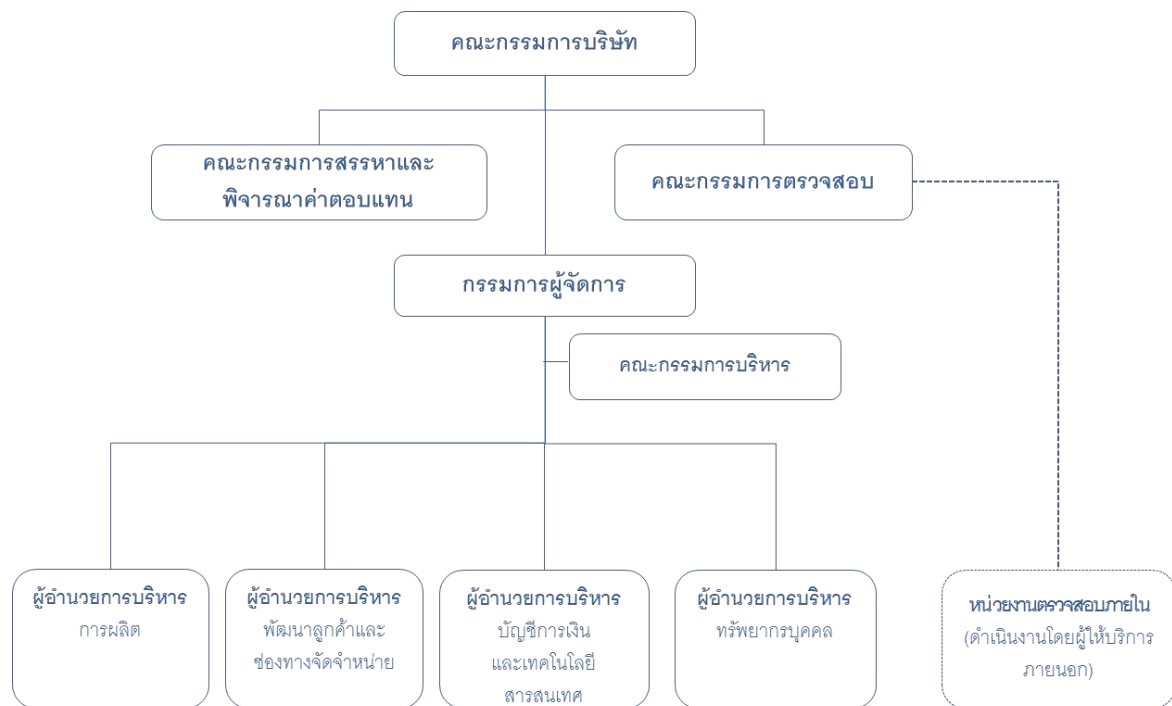 คณะกรรมการบริษัท
คณะกรรมการสรรหาและ
พิจารณาค่าตอบแทน
คณะกรรมการตรวจสอบ
กรรมการผู้จัดการ
คณะกรรมการบริหาร
ผู้อำนวยการบริหาร
การผลิต
ผู้อำนวยการบริหาร
พัฒนาลูกค้าและ
ช่องทางจัดจำหน่าย
ผู้อำนวยการบริหาร
บัญชีการเงิน
และเทคโนโลยี
สารสนเทศ
ผู้อำนวยการบริหาร
ทรัพยากรบุคคล
หน่วยงานตรวจสอบภายใน
(ดำเนินงานโดยผู้ให้บริการ
ภายนอก)